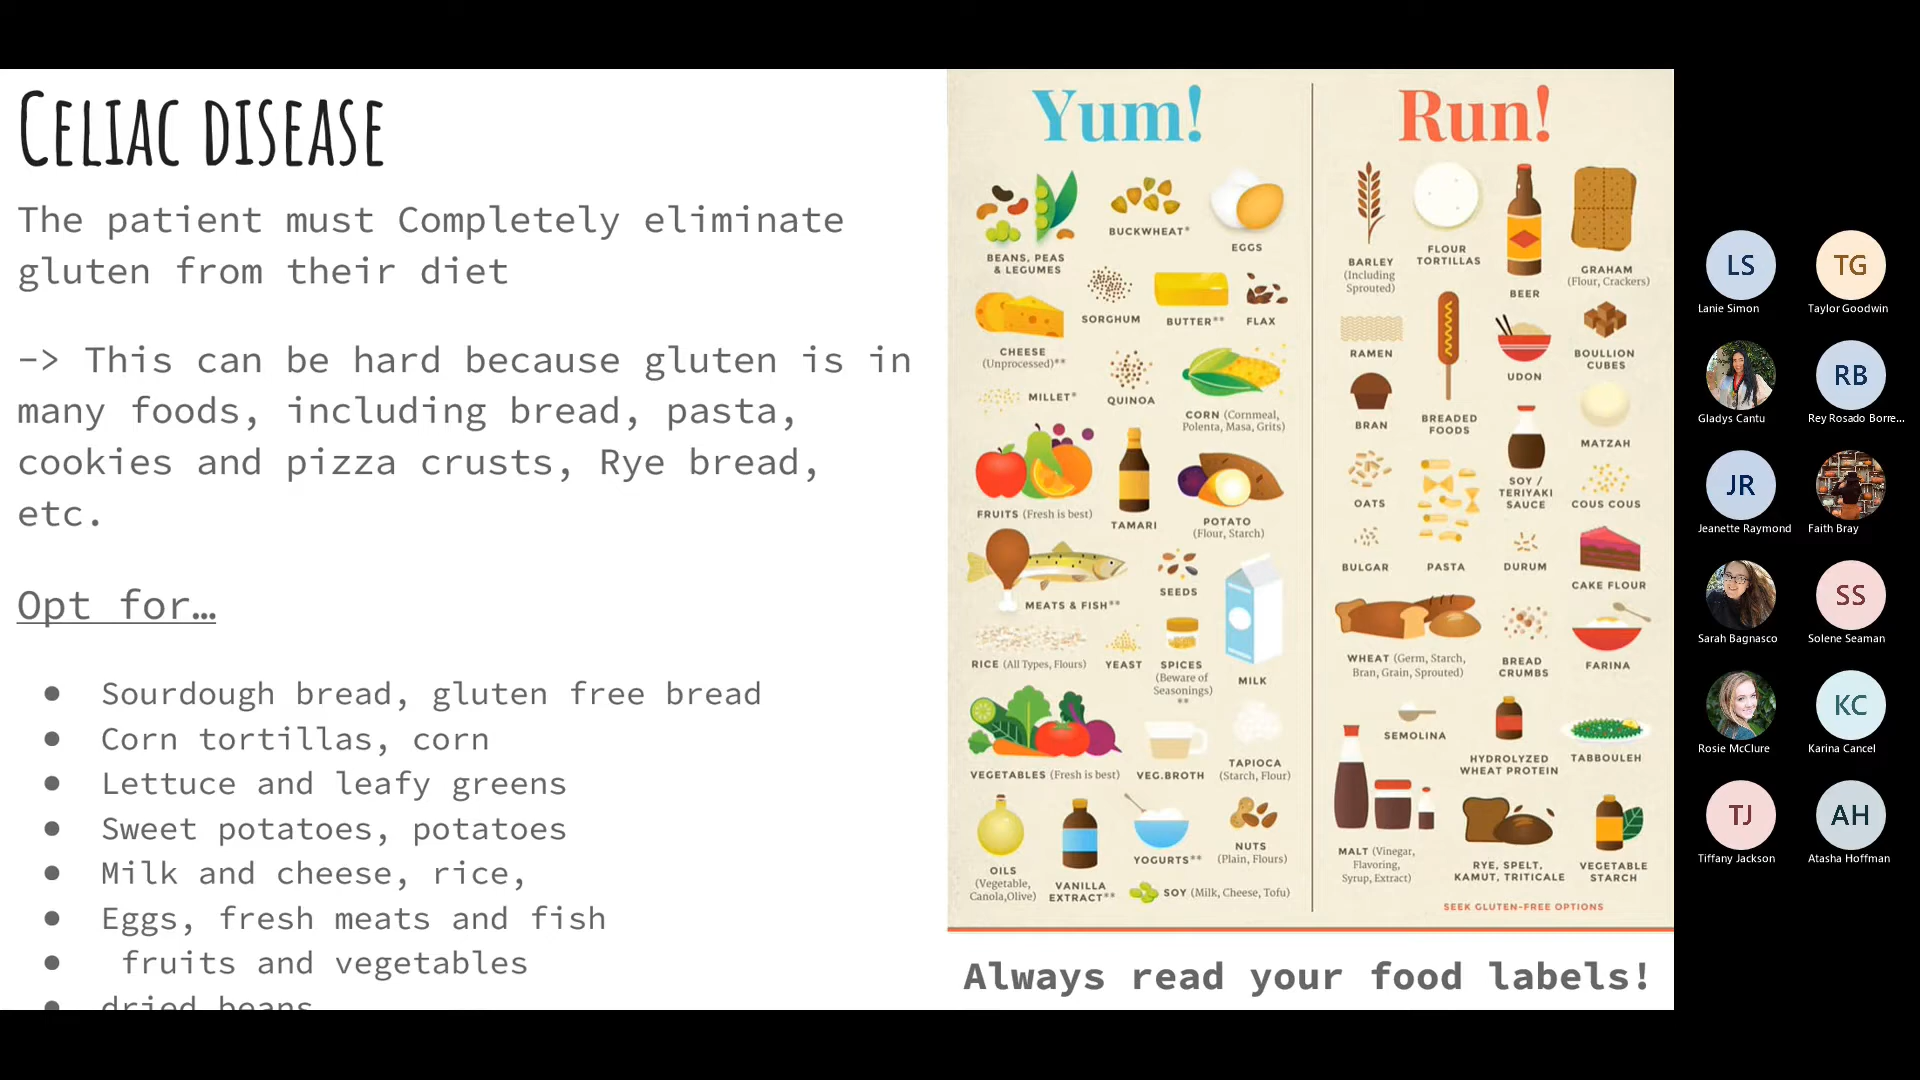 CELIAC DISEASE
The patient must Completely eliminate
gluten from their diet
-> This can be hard because gluten is in
many foods, including bread, pasta,
cookies and pizza crusts, Rye bread,
etc.
Opt for…
● Sourdough bread, gluten free bread
● Corn tortillas, corn
● Lettuce and leafy greens
● Sweet potatoes, potatoes
● Milk and cheese, rice,
● Eggs, fresh meats and fish
● fruits and vegetables
● dried beans
Yum!
BEANS, PEAS
& LEGUMES
BUCKWHEAT*
EGGS
CHEESE
(Unprocessed)**
SORGHUM
BUTTER**
FLAX
MILLET*
QUINOA
CORN (Cornmeal,
Polenta, Masa, Grits)
FRUITS (Fresh is best)
TAMARI
POTATO
(Flour, Starch)
MEATS & FISH**
SEEDS
MILK
RICE (All Types, Flours)
YEAST
SPICES
(Beware of
Seasonings)
**
VEGETABLES (Fresh is best)
VEG.BROTH
TAPIOCA
(Starch, Flour)
OILS
(Vegetable,
Canola,Olive)
VANILLA
EXTRACT**
YOGURTS**
NUTS
(Plain, Flours)
SOY (Milk, Cheese, Tofu)
Run!
BARLEY
(Including
Sprouted)
FLOUR
TORTILLAS
BEER
GRAHAM
(Flour, Crackers)
RAMEN
BREADED
FOODS
UDON
BOULLION
CUBES
BRAN
SOY /
TERIYAKI
SAUCE
MATZAH
OATS
PASTA
COUS COUS
BULGAR
DURUM
CAKE FLOUR
WHEAT (Germ, Starch,
Bran, Grain, Sprouted)
BREAD
CRUMBS
FARINA
MALT (Vinegar,
Flavoring,
Syrup, Extract)
SEMOLINA
HYDROLYZED
WHEAT PROTEIN
TABBOULEH
RYE, SPELT,
KAMUT, TRITICALE
VEGETABLE
STARCH
SEEK GLUTEN-FREE OPTIONS
Always read your food labels!
LS
Lanie Simon
TG
Taylor Goodwin
Gladys Cantu
RB
Rey Rosado Borre...
JR
Jeanette Raymond
Faith Bray
Sarah Bagnasco
SS
Solene Seaman
Rosie McClure
KC
Karina Cancel
TJ
Tiffany Jackson
AH
Atasha Hoffman